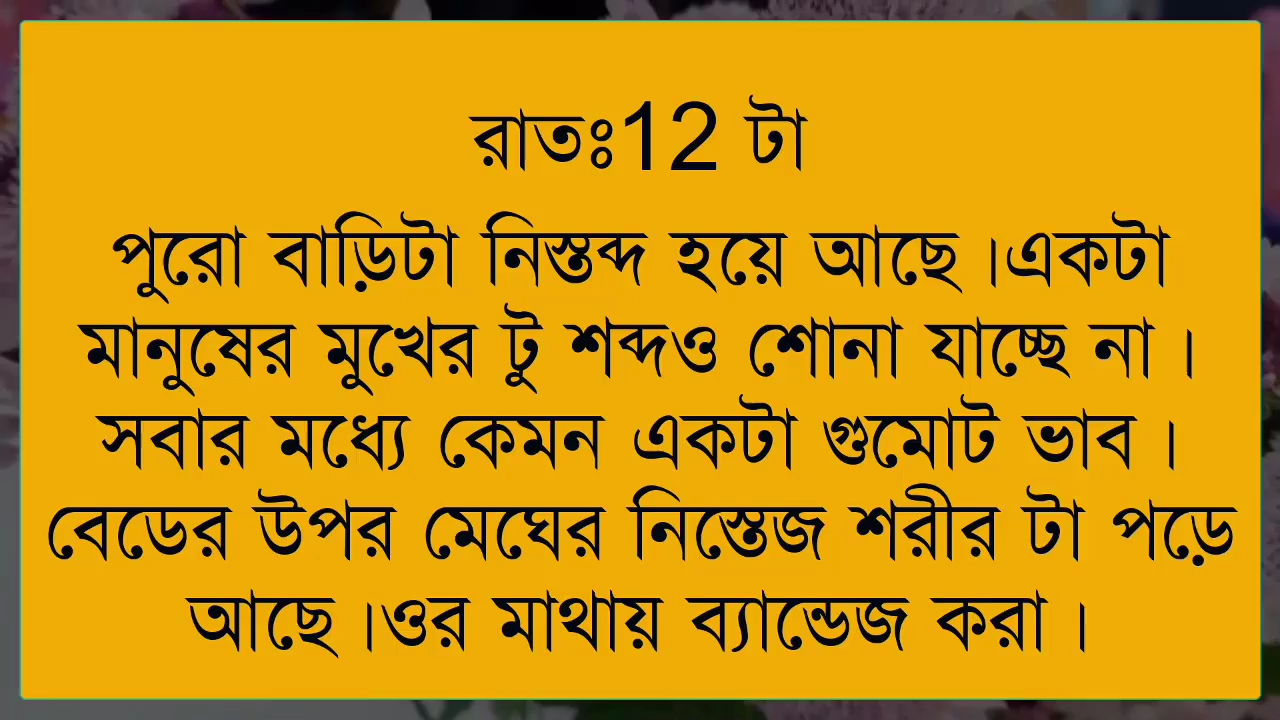 রাতঃ12 টা
পুরো বাড়িটা নিস্তব্দ হয়ে আছে।একটা
মানুষের মুখের টু শব্দও শোনা যাচ্ছে না।
সবার মধ্যে কেমন একটা গুমোট ভাব।
বেডের উপর মেঘের নিস্তেজ শরীর টা পড়ে
আছে।ওর মাথায় ব্যান্ডেজ করা।